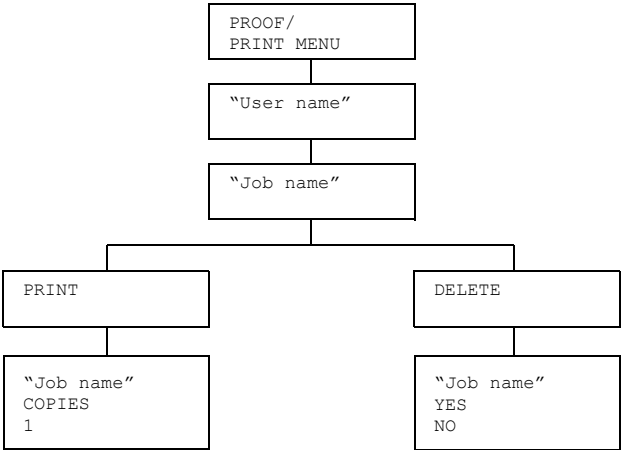 PROOF/
PRINT MENU
“User name”
“Job name”
PRINT
DELETE
“Job name”
COPIES
1
“Job name”
YES
NO